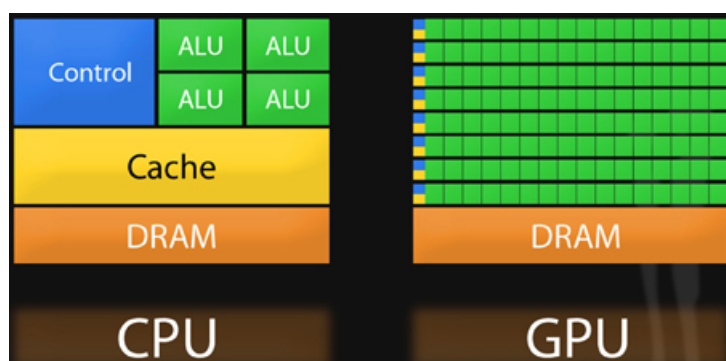 Control
ALU ALU
ALU ALU
Cache
DRAM
DRAM
CPU
GPU